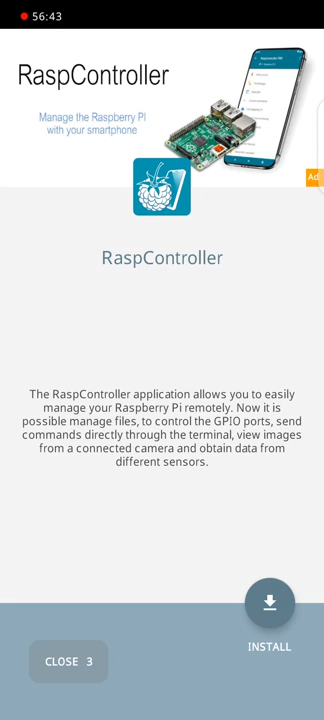 56:43
RaspController
Manage the Raspberry PI
with your smartphone
Ad
RaspController
The RaspController application allows you to easily
manage your Raspberry Pi remotely. Now it is
possible manage files, to control the GPIO ports, send
commands directly through the terminal, view images
from a connected camera and obtain data from
different sensors.
INSTALL
CLOSE 3